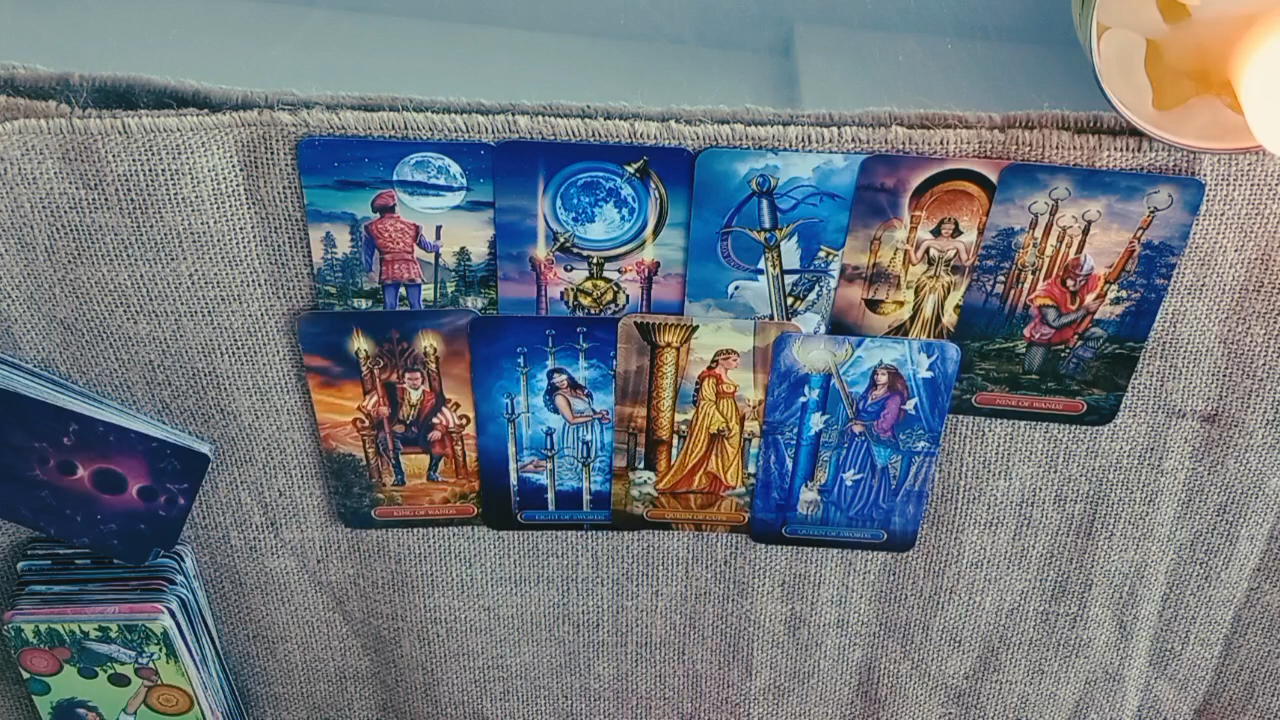 NINE OF WANDS
KING OF WANDS
EIGHT OF SWORDS
QUEEN OF CUPS
QUEEN OF SWORDS